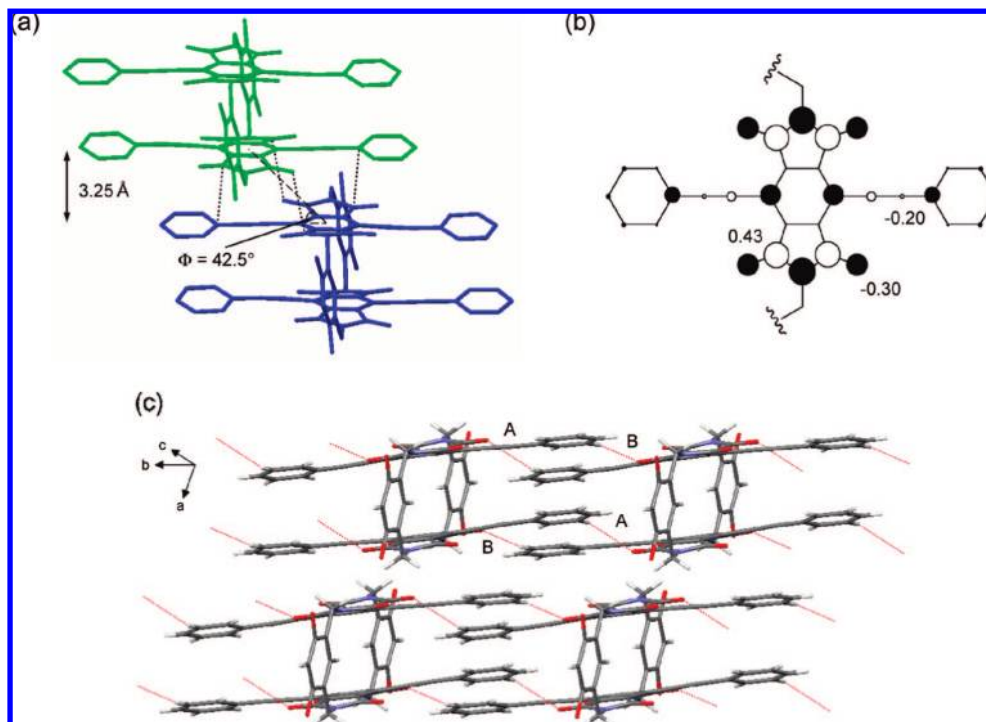 (a)
3.25 Å
Φ = 42.5°
(b)
0.43
-0.20
-0.30
(c)
c
b
a
A
B
A
B